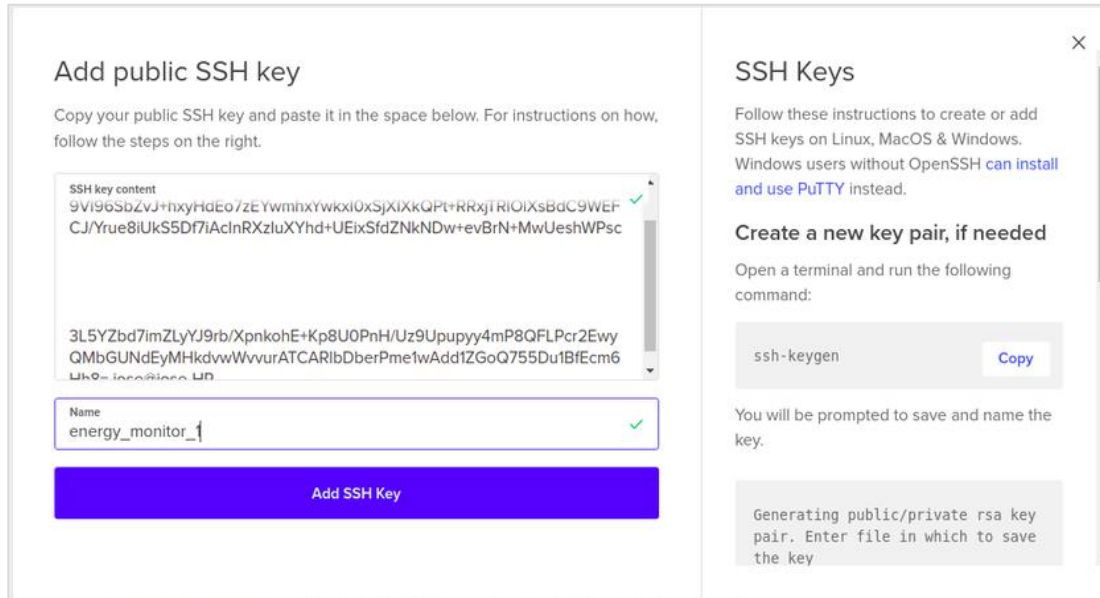 Add public SSH key
Copy your public SSH key and paste it in the space below. For instructions on how,
follow the steps on the right.
SSH key content
CJ/Yrue8iUkS5Df7iAclnRXzIuXYhd+UEixSfdZNkNDw+evBrN+MwUeshWPsc
3L5YZbd7imZLyYJ9rb/XpnkohE+Kp8U0PnH/Uz9Upupyy4mP8QFLPcr2Ewy
QMbGUNdEyMHkdvwWvvurATCARlbDberPme1wAdd1ZGoQ755Du1BfEcm6
Hh8= jose@jose-HP
Name
energy_monitor_1
Add SSH Key
SSH Keys
Follow these instructions to create or add
SSH keys on Linux, MacOS & Windows.
Windows users without OpenSSH can install
and use PuTTY instead.
Create a new key pair, if needed
Open a terminal and run the following
command:
ssh-keygen
Copy
You will be prompted to save and name the
key.
Generating public/private rsa key
pair. Enter file in which to save
the key